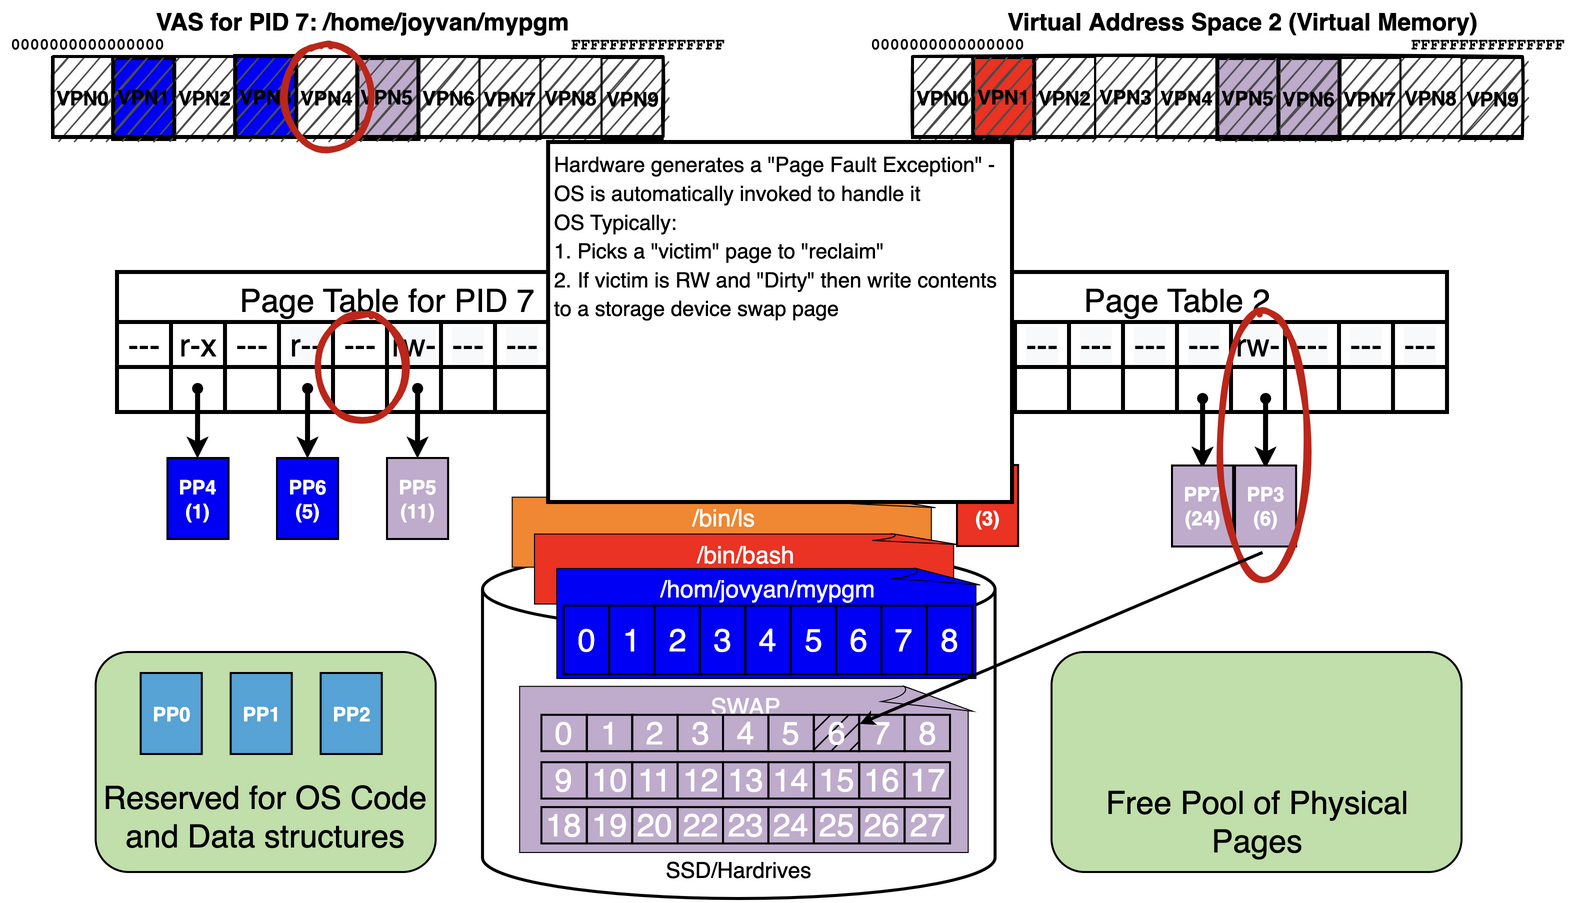 VAS for PID 7: /home/joyvan/mypgm
Virtual Address Space 2 (Virtual Memory)
0000000000000000
FFFFFFFFFFFFFFFF
0000000000000000
FFFFFFFFFFFFFFFF
VPN0 VPN1 VPN2 VPN3 VPN4 VPN5 VPN6 VPN7 VPN8 VPN9
VPN0 VPN1 VPN2 VPN3 VPN4 VPN5 VPN6 VPN7 VPN8 VPN9
Hardware generates a "Page Fault Exception" -
OS is automatically invoked to handle it
OS Typically:
1. Picks a "victim" page to "reclaim"
2. If victim is RW and "Dirty" then write contents
to a storage device swap page
Page Table for PID 7
--- r-x --- r-- --- rw- --- ---
Page Table 2
--- --- --- --- rw- --- --- ---
PP4
(1)
PP6
(5)
PP5
(11)
(3)
PP7
(24)
PP3
(6)
/bin/ls
/bin/bash
/hom/jovyan/mypgm
0 1 2 3 4 5 6 7 8
SWAP
0 1 2 3 4 5 6 7 8
9 10 11 12 13 14 15 16 17
18 19 20 22 23 24 25 26 27
SSD/Hardrives
PP0 PP1 PP2
Reserved for OS Code
and Data structures
Free Pool of Physical
Pages